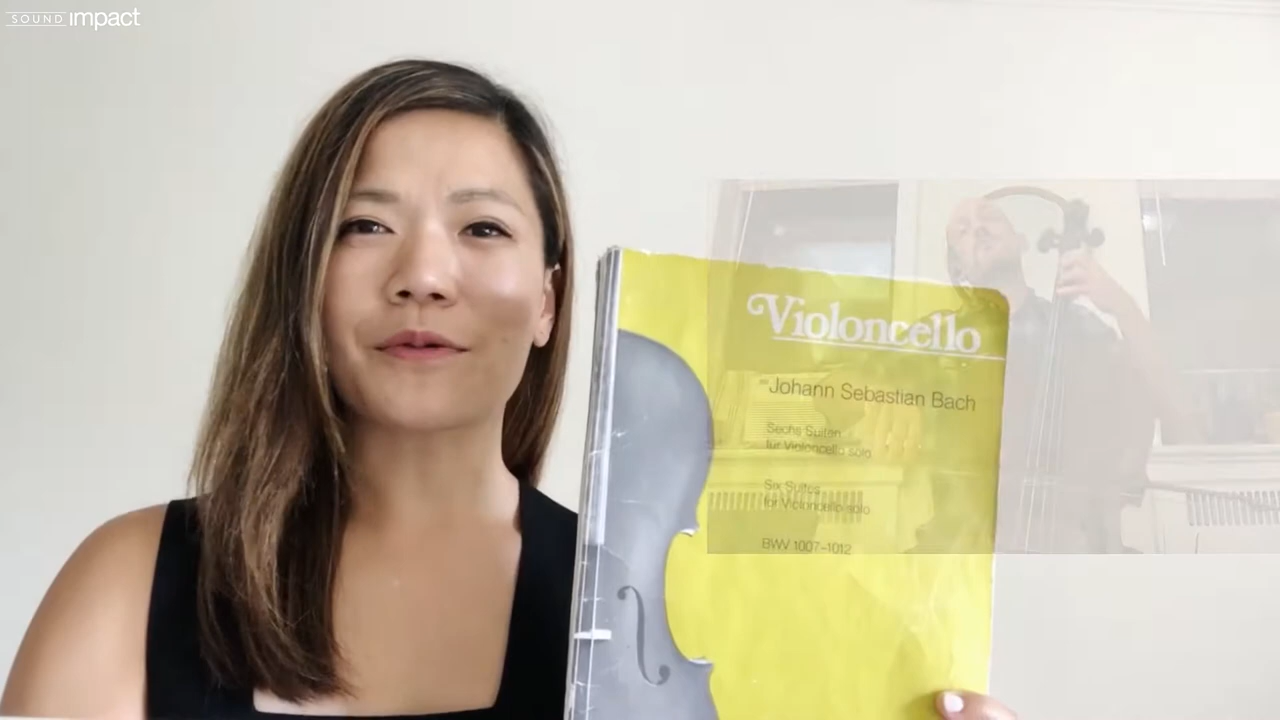 SOUND impact
Violoncello
Johann Sebastian Bach
Sechs Suiten
für Violoncello solo
Six Suites
for Violoncello solo
BWV 1007–1012